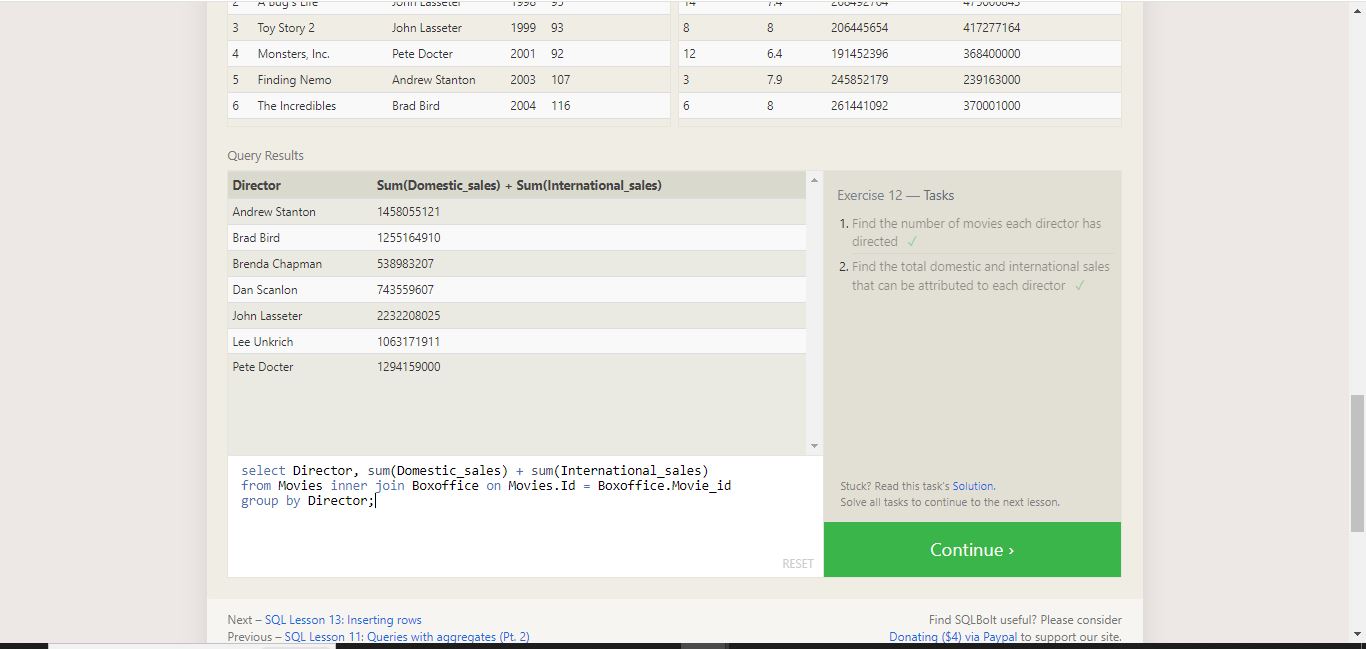 2 A Bug's Life John Lasseter 1998 95 14 7.4
3 Toy Story 2 John Lasseter 1999 93 8 8 206445654 417277164
4 Monsters, Inc. Pete Docter 2001 92 12 6.4 191452396 368400000
5 Finding Nemo Andrew Stanton 2003 107 3 7.9 245852179 239163000
6 The Incredibles Brad Bird 2004 116 6 8 261441092 370001000
Query Results
Director Sum(Domestic_sales) + Sum(International_sales)
Andrew Stanton 1458055121
Brad Bird 1255164910
Brenda Chapman 538983207
Dan Scanlon 743559607
John Lasseter 2232208025
Lee Unkrich 1063171911
Pete Docter 1294159000
select Director, sum(Domestic_sales) + sum(International_sales)
from Movies inner join Boxoffice on Movies.Id = Boxoffice.Movie_id
group by Director;
RESET
Exercise 12 — Tasks
1. Find the number of movies each director has
directed ✓
2. Find the total domestic and international sales
that can be attributed to each director ✓
Stuck? Read this task's Solution.
Solve all tasks to continue to the next lesson.
Continue ›
Next – SQL Lesson 13: Inserting rows
Previous – SQL Lesson 11: Queries with aggregates (Pt. 2)
Find SQLBolt useful? Please consider
Donating ($4) via Paypal to support our site.